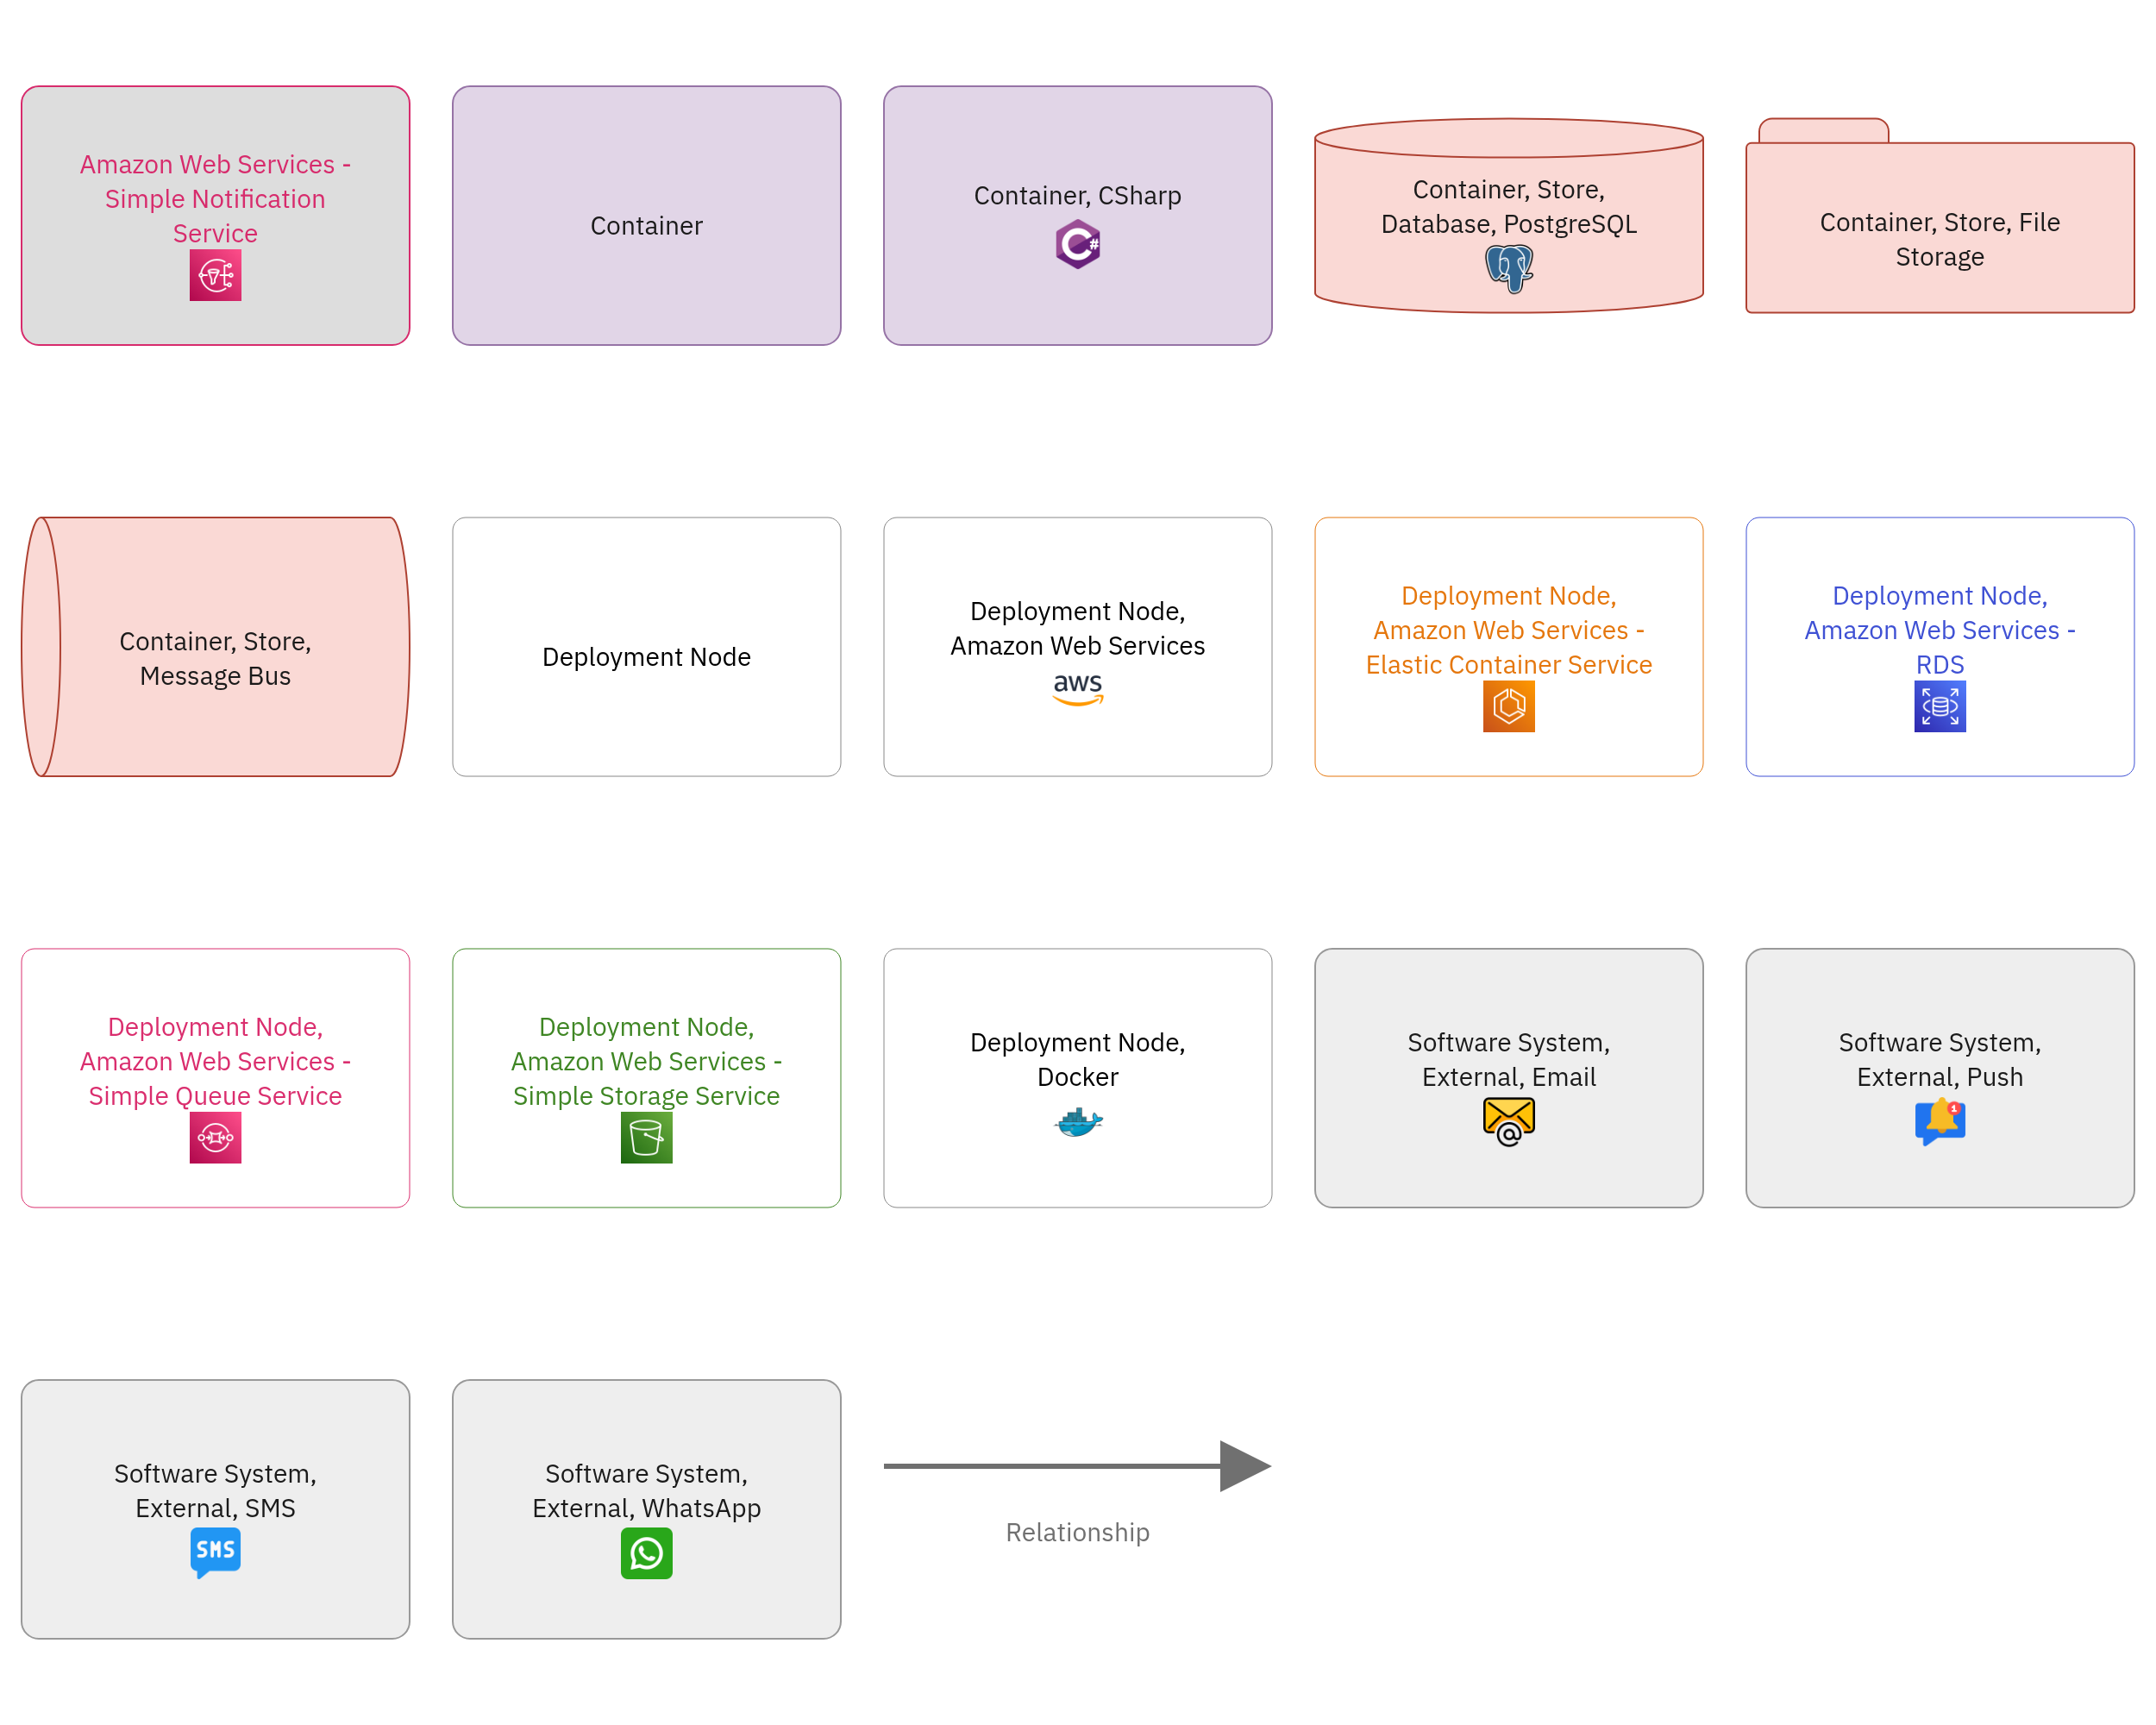 Amazon Web Services -
Simple Notification
Service
Container
Container, CSharp
C#
Container, Store,
Database, PostgreSQL
Container, Store, File
Storage
Container, Store,
Message Bus
Deployment Node
Deployment Node,
Amazon Web Services
aws
Deployment Node,
Amazon Web Services -
Elastic Container Service
Deployment Node,
Amazon Web Services -
RDS
Deployment Node,
Amazon Web Services -
Simple Queue Service
Deployment Node,
Amazon Web Services -
Simple Storage Service
Deployment Node,
Docker
Software System,
External, Email
@
Software System,
External, Push
1
Software System,
External, SMS
SMS
Software System,
External, WhatsApp
Relationship